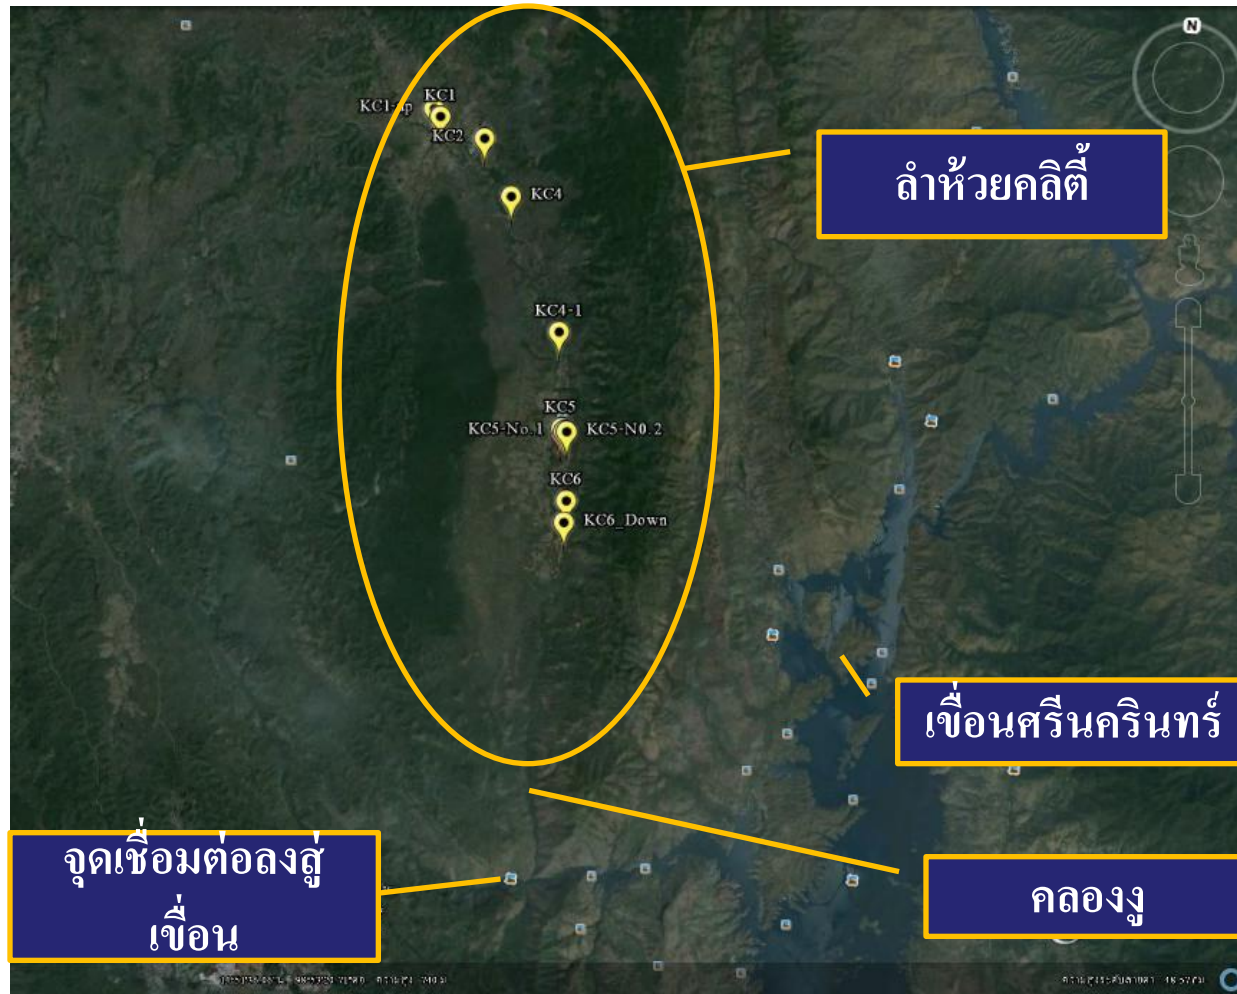 N
KC1
KC1-up
KC2
ลำห้วยคลิตี้
KC4
KC4-1
KC5
KC5-No.1
KC5-N0.2
KC6
KC6_Down
เขื่อนศรีนครินทร์
จุดเชื่อมต่อลงสู่
เขื่อน
คลองงู